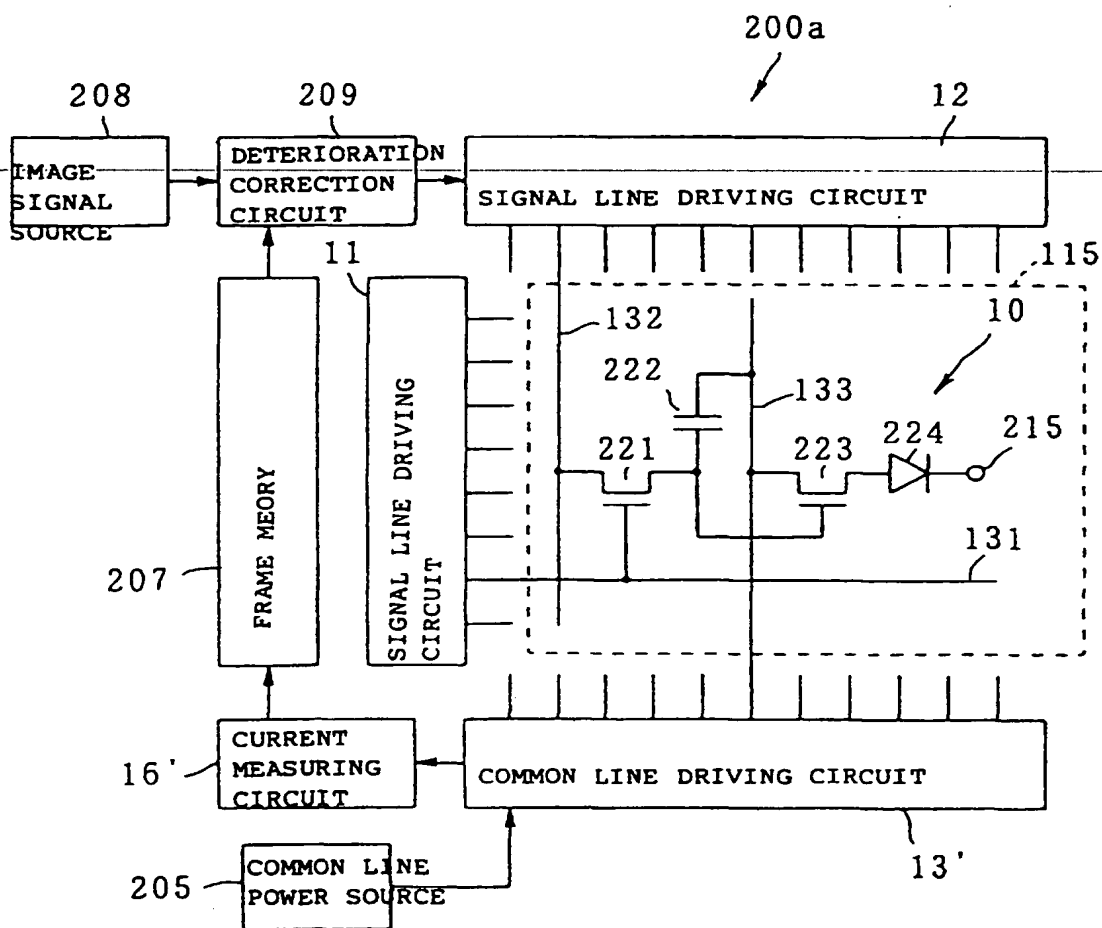 200a
208
209
12
IMAGE
SIGNAL
SOURCE
DETERIORATION
CORRECTION
CIRCUIT
SIGNAL LINE DRIVING CIRCUIT
11
115
132
10
222
133
221
223
224
215
131
207
FRAME MEORY
SIGNAL LINE DRIVING
CIRCUIT
16'
CURRENT
MEASURING
CIRCUIT
COMMON LINE DRIVING CIRCUIT
13'
205
COMMON LINE
POWER SOURCE